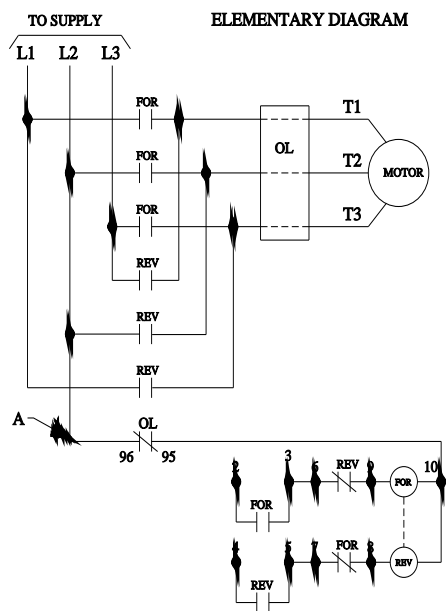 TO SUPPLY ELEMENTARY DIAGRAM
L1 L2 L3
FOR T1
OL
FOR T2 MOTOR
FOR T3
REV
REV
REV
A OL
96 95
2 3 6 REV 9 FOR 10
FOR
4 5 7 FOR 8 REV
REV